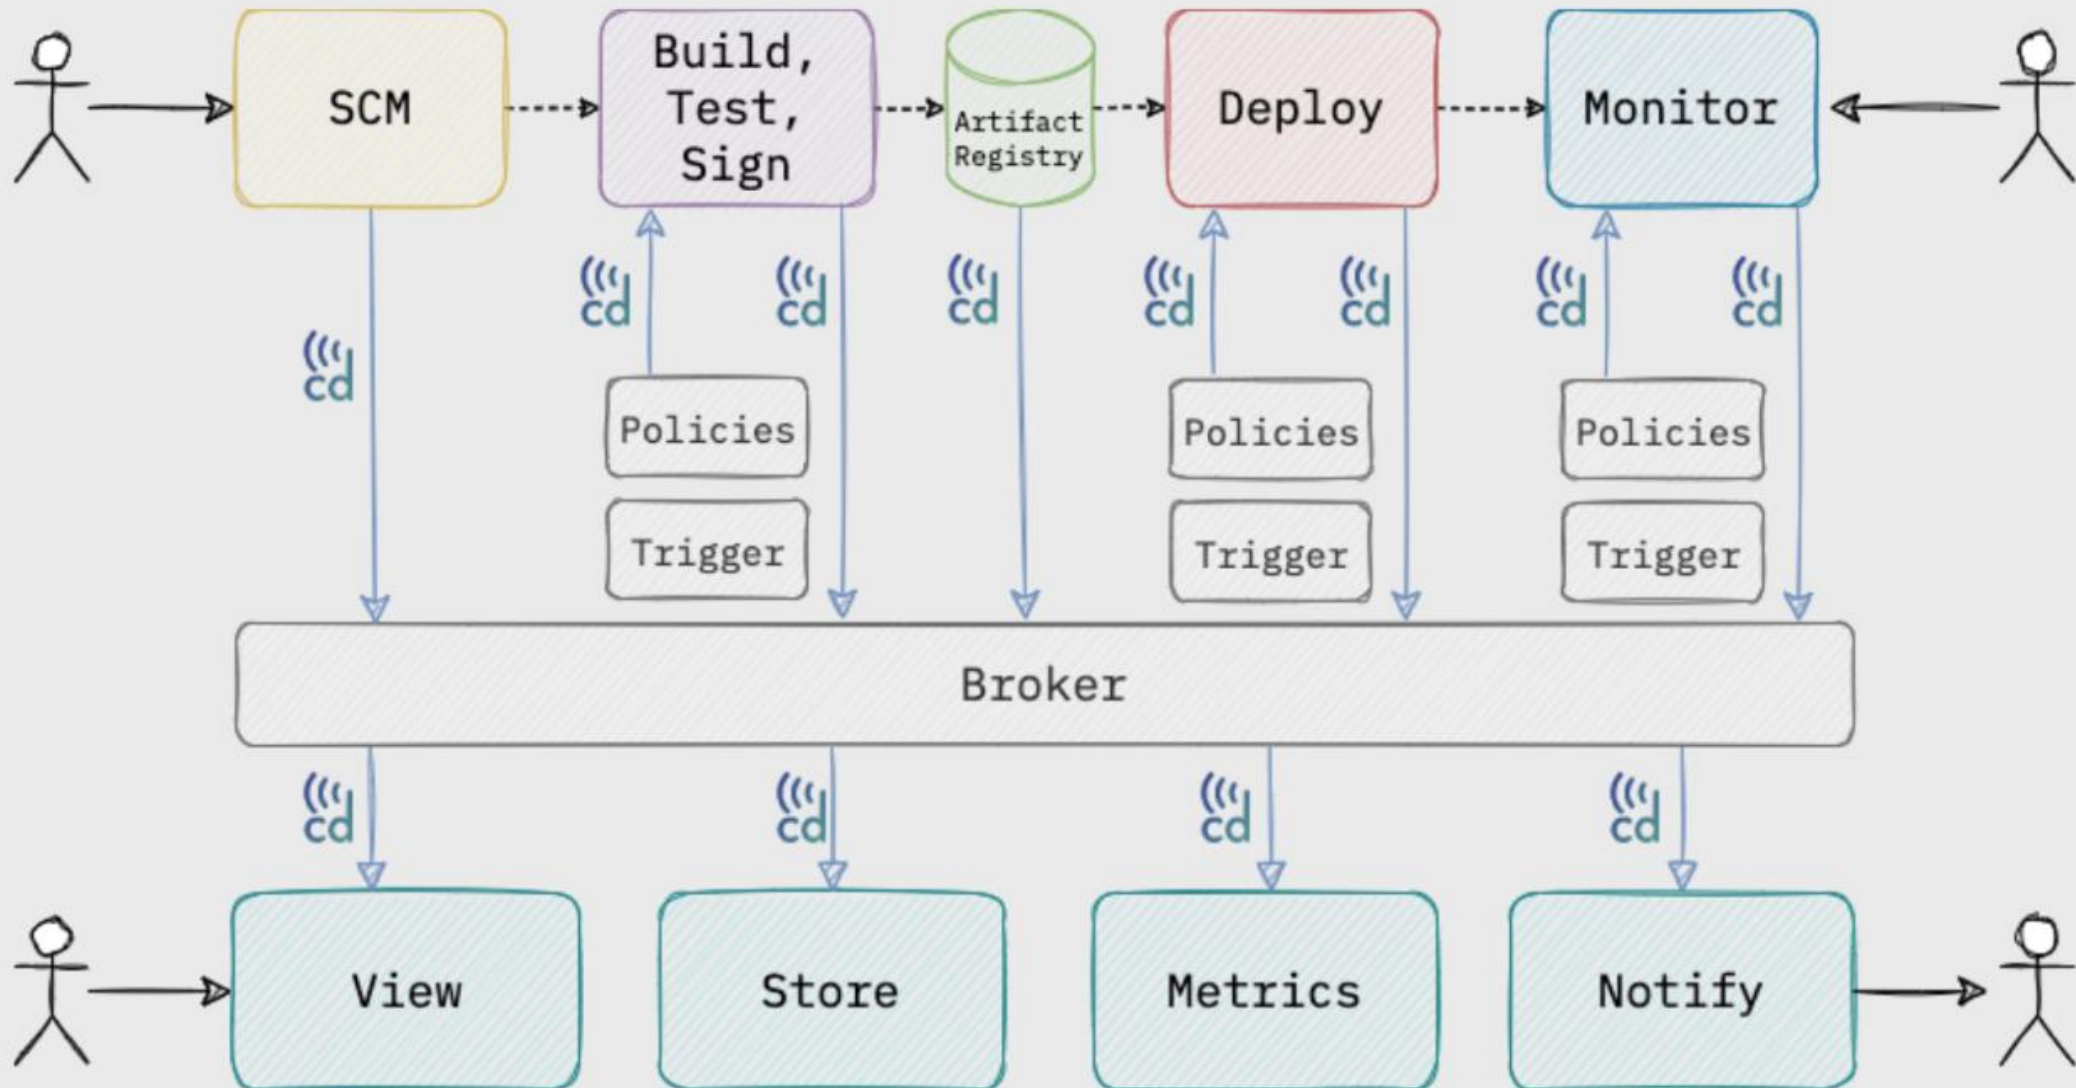 SCM
Build,
Test,
Sign
Artifact
Registry
Deploy
Monitor
cd
cd
cd
cd
cd
cd
cd
cd
Policies
Policies
Policies
Trigger
Trigger
Trigger
Broker
cd
cd
cd
cd
View
Store
Metrics
Notify